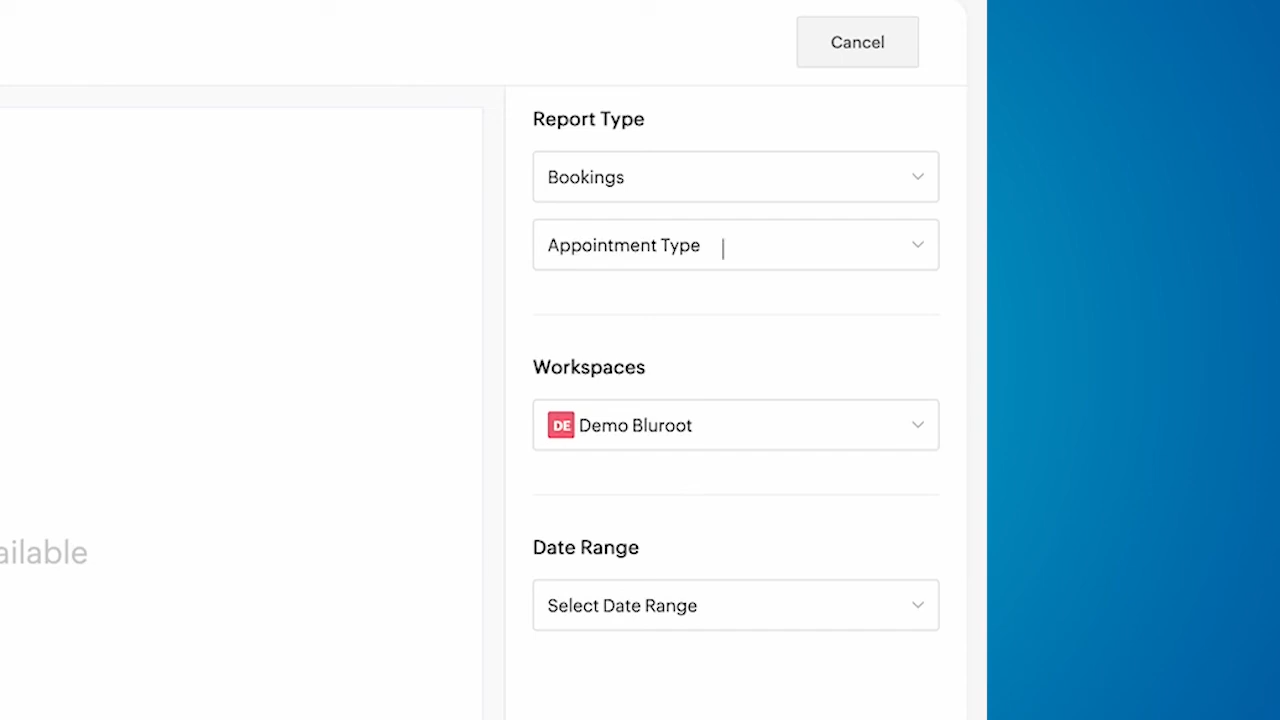 Cancel
Report Type
Bookings
Appointment Type
Workspaces
DE Demo Bluroot
Date Range
ailable
Select Date Range